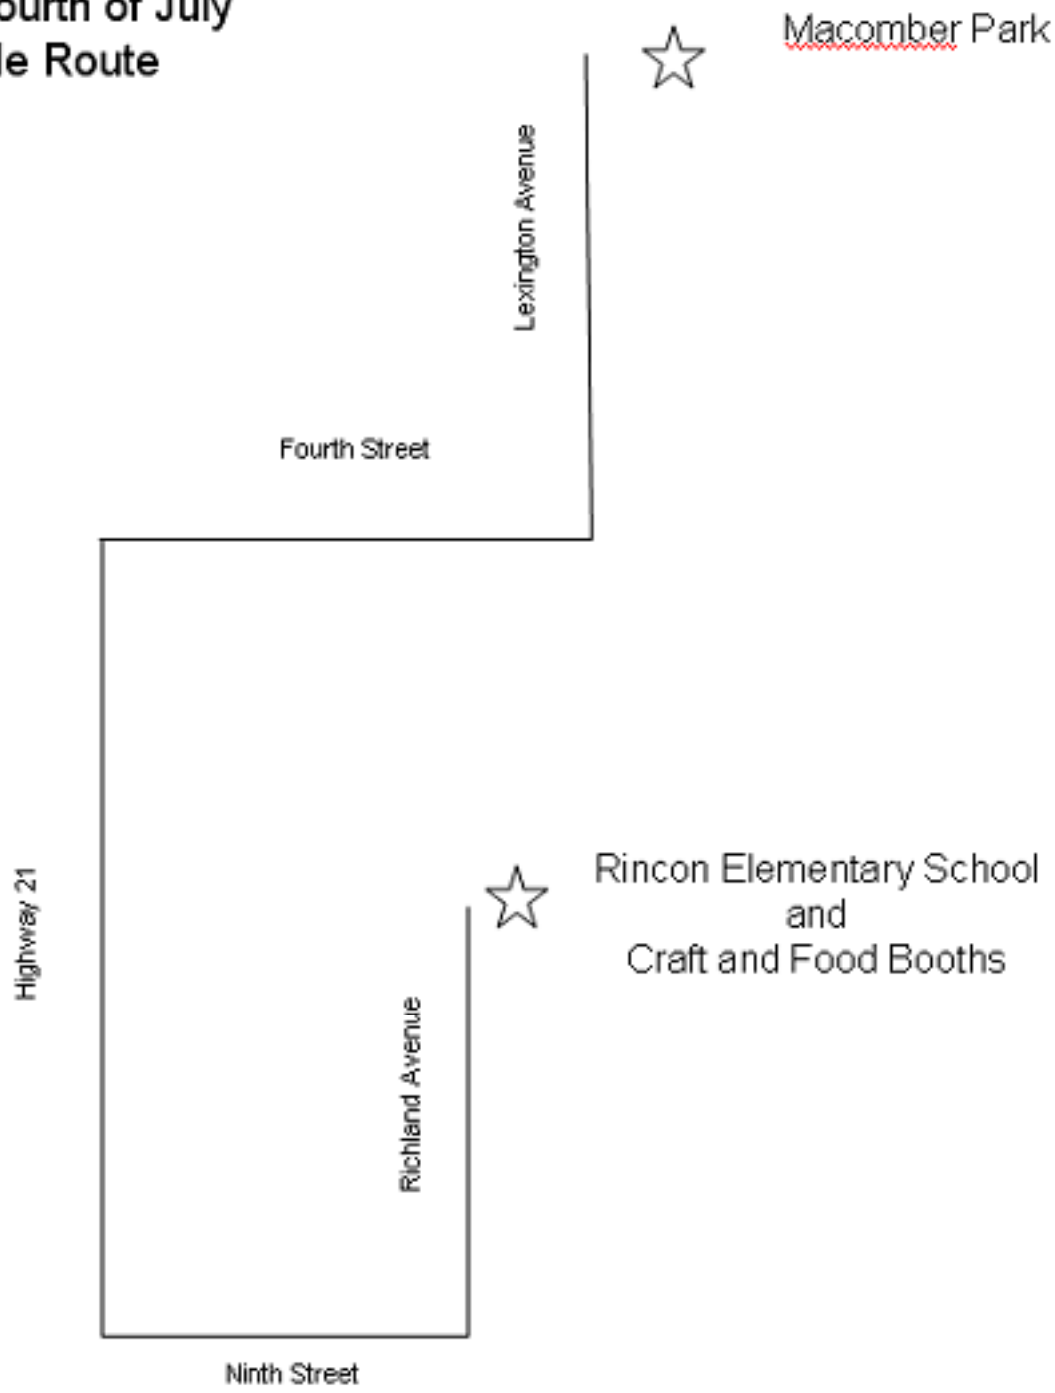 ourth of July
le Route
Macomber Park
Lexington Avenue
Fourth Street
Highway 21
Rincon Elementary School
and
Craft and Food Booths
Richland Avenue
Ninth Street